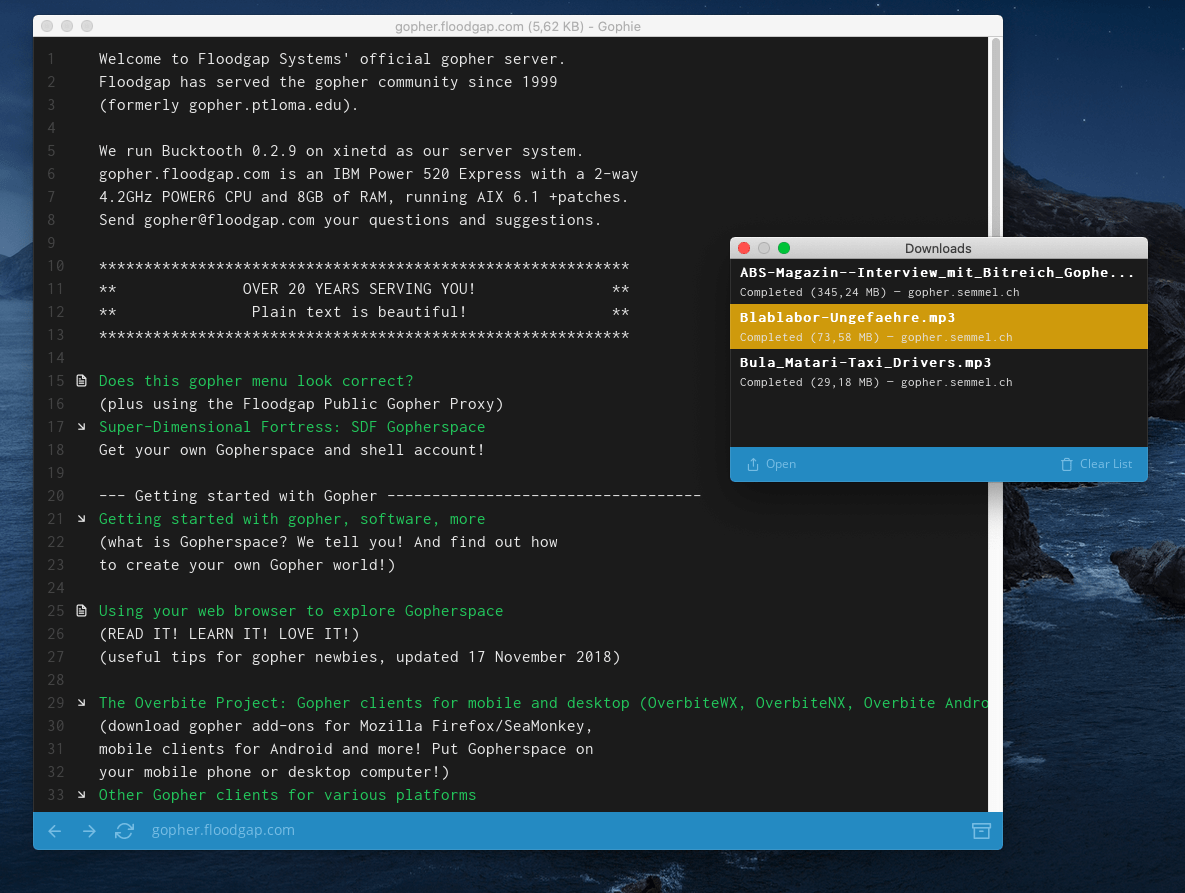 gopher.floodgap.com (5,62 KB) - Gophie
1 Welcome to Floodgap Systems' official gopher server.
2 Floodgap has served the gopher community since 1999
3 (formerly gopher.ptloma.edu).
4
5 We run Bucktooth 0.2.9 on xinetd as our server system.
6 gopher.floodgap.com is an IBM Power 520 Express with a 2-way
7 4.2GHz POWER6 CPU and 8GB of RAM, running AIX 6.1 +patches.
8 Send gopher@floodgap.com your questions and suggestions.
9
10 ***********************************************************
11 ** OVER 20 YEARS SERVING YOU! **
12 ** Plain text is beautiful! **
13 ***********************************************************
14
15 Does this gopher menu look correct?
16 (plus using the Floodgap Public Gopher Proxy)
17 Super-Dimensional Fortress: SDF Gopherspace
18 Get your own Gopherspace and shell account!
19
20 --- Getting started with Gopher -----------------------------------
21 Getting started with gopher, software, more
22 (what is Gopherspace? We tell you! And find out how
23 to create your own Gopher world!)
24
25 Using your web browser to explore Gopherspace
26 (READ IT! LEARN IT! LOVE IT!)
27 (useful tips for gopher newbies, updated 17 November 2018)
28
29 The Overbite Project: Gopher clients for mobile and desktop (OverbiteWX, OverbiteNX, Overbite Andro
30 (download gopher add-ons for Mozilla Firefox/SeaMonkey,
31 mobile clients for Android and more! Put Gopherspace on
32 your mobile phone or desktop computer!)
33 Other Gopher clients for various platforms
gopher.floodgap.com
Downloads
ABS-Magazin--Interview_mit_Bitreich_Gophe...
Completed (345,24 MB) — gopher.semmel.ch
Blablabor-Ungefaehre.mp3
Completed (73,58 MB) — gopher.semmel.ch
Bula_Matari-Taxi_Drivers.mp3
Completed (29,18 MB) — gopher.semmel.ch
Open Clear List